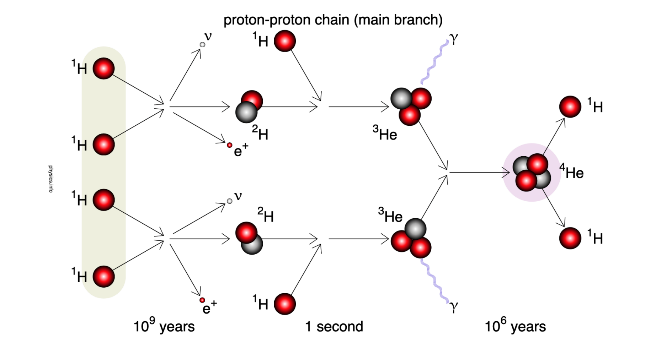 proton-proton chain (main branch)
ν
¹H
γ
¹H
¹H
²H
³He
e⁺
¹H
⁴He
¹H
ν
²H
³He
¹H
¹H
e⁺
¹H
γ
10⁹ years
1 second
10⁶ years